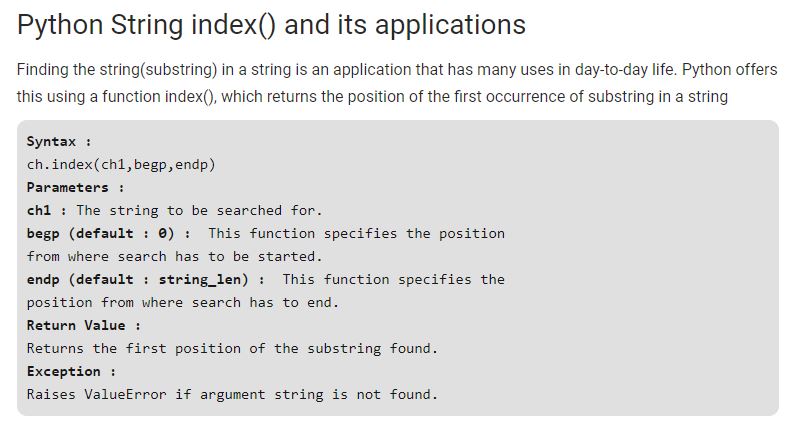 Python String index() and its applications
Finding the string(substring) in a string is an application that has many uses in day-to-day life. Python offers
this using a function index(), which returns the position of the first occurrence of substring in a string
Syntax :
ch.index(ch1,begp,endp)
Parameters :
ch1 : The string to be searched for.
begp (default : 0) :  This function specifies the position
from where search has to be started.
endp (default : string_len) :  This function specifies the
position from where search has to end.
Return Value :
Returns the first position of the substring found.
Exception :
Raises ValueError if argument string is not found.